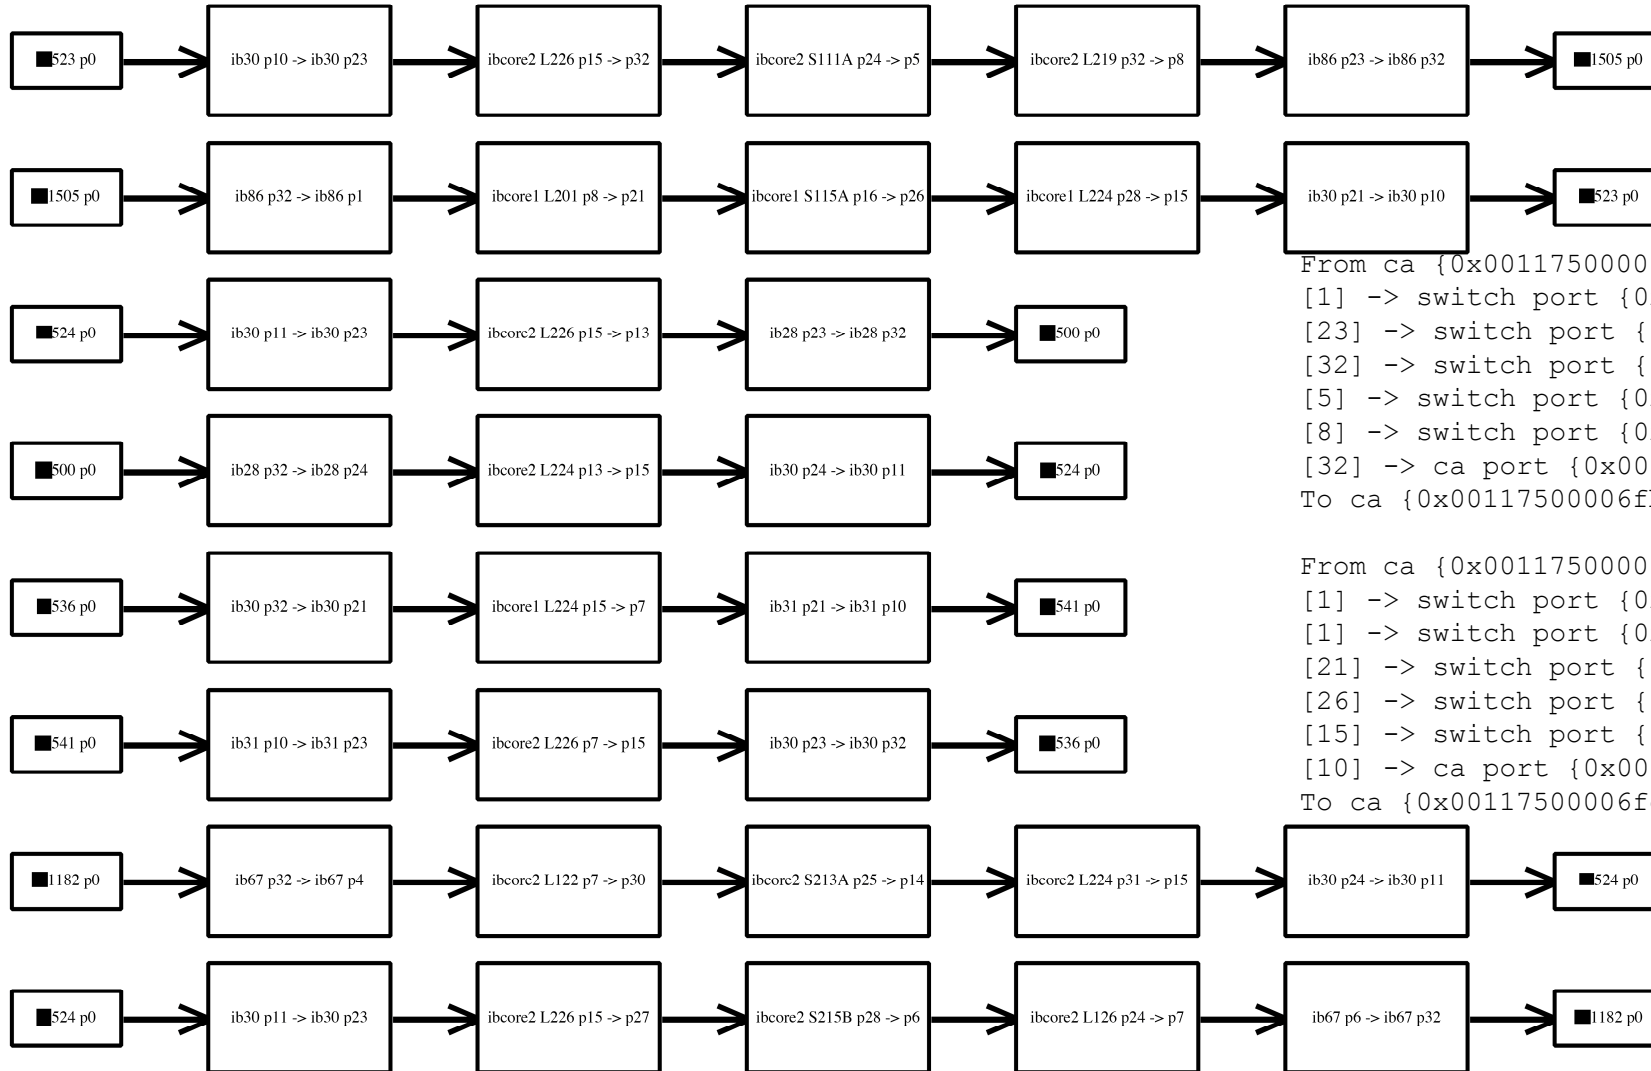 523 p0
ib30 p10 -> ib30 p23
ibcore2 L226 p15 -> p32
ibcore2 S111A p24 -> p5
ibcore2 L219 p32 -> p8
ib86 p23 -> ib86 p32
1505 p0
1505 p0
ib86 p32 -> ib86 p1
ibcore1 L201 p8 -> p21
ibcore1 S115A p16 -> p26
ibcore1 L224 p28 -> p15
ib30 p21 -> ib30 p10
523 p0
524 p0
ib30 p11 -> ib30 p23
ibcorc2 L226 p15 -> p13
ib28 p23 -> ib28 p32
500 p0
500 p0
ib28 p32 -> ib28 p24
ibcore2 L224 p13 -> p15
ib30 p24 -> ib30 p11
524 p0
536 p0
ib30 p32 -> ib30 p21
ibcore1 L224 p15 -> p7
ib31 p21 -> ib31 p10
541 p0
541 p0
ib31 p10 -> ib31 p23
ibcore2 L226 p7 -> p15
ib30 p23 -> ib30 p32
536 p0
1182 p0
ib67 p32 -> ib67 p4
ibcorc2 L122 p7 -> p30
ibcorc2 S213A p25 -> p14
ibcorc2 L224 p31 -> p15
ib30 p24 -> ib30 p11
524 p0
524 p0
ib30 p11 -> ib30 p23
ibcore2 L226 p15 -> p27
ibcore2 S215B p28 -> p6
ibcore2 L126 p24 -> p7
ib67 p6 -> ib67 p32
1182 p0
From ca {0x0011750000
[1] -> switch port {0
[23] -> switch port {
[32] -> switch port {
[5] -> switch port {0
[8] -> switch port {0
[32] -> ca port {0x00
To ca {0x00117500006f
From ca {0x0011750000
[1] -> switch port {0
[1] -> switch port {0
[21] -> switch port {
[26] -> switch port {
[15] -> switch port {
[10] -> ca port {0x00
To ca {0x00117500006f